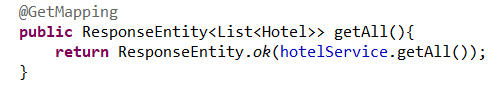 @GetMapping
public ResponseEntity<List<Hotel>> getAll(){
    return ResponseEntity.ok(hotelService.getAll());
}